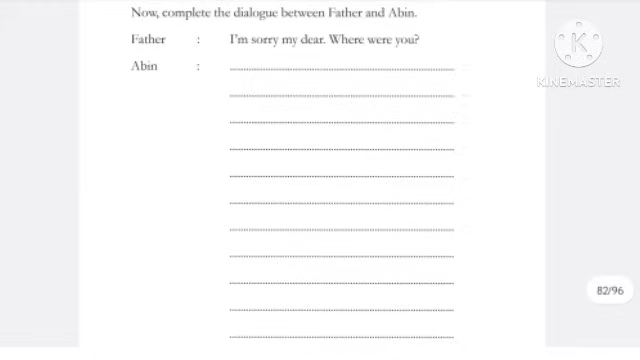 Now, complete the dialogue between Father and Abin.
Father : I'm sorry my dear. Where were you?
Abin :
K
KINEMASTER
82/96